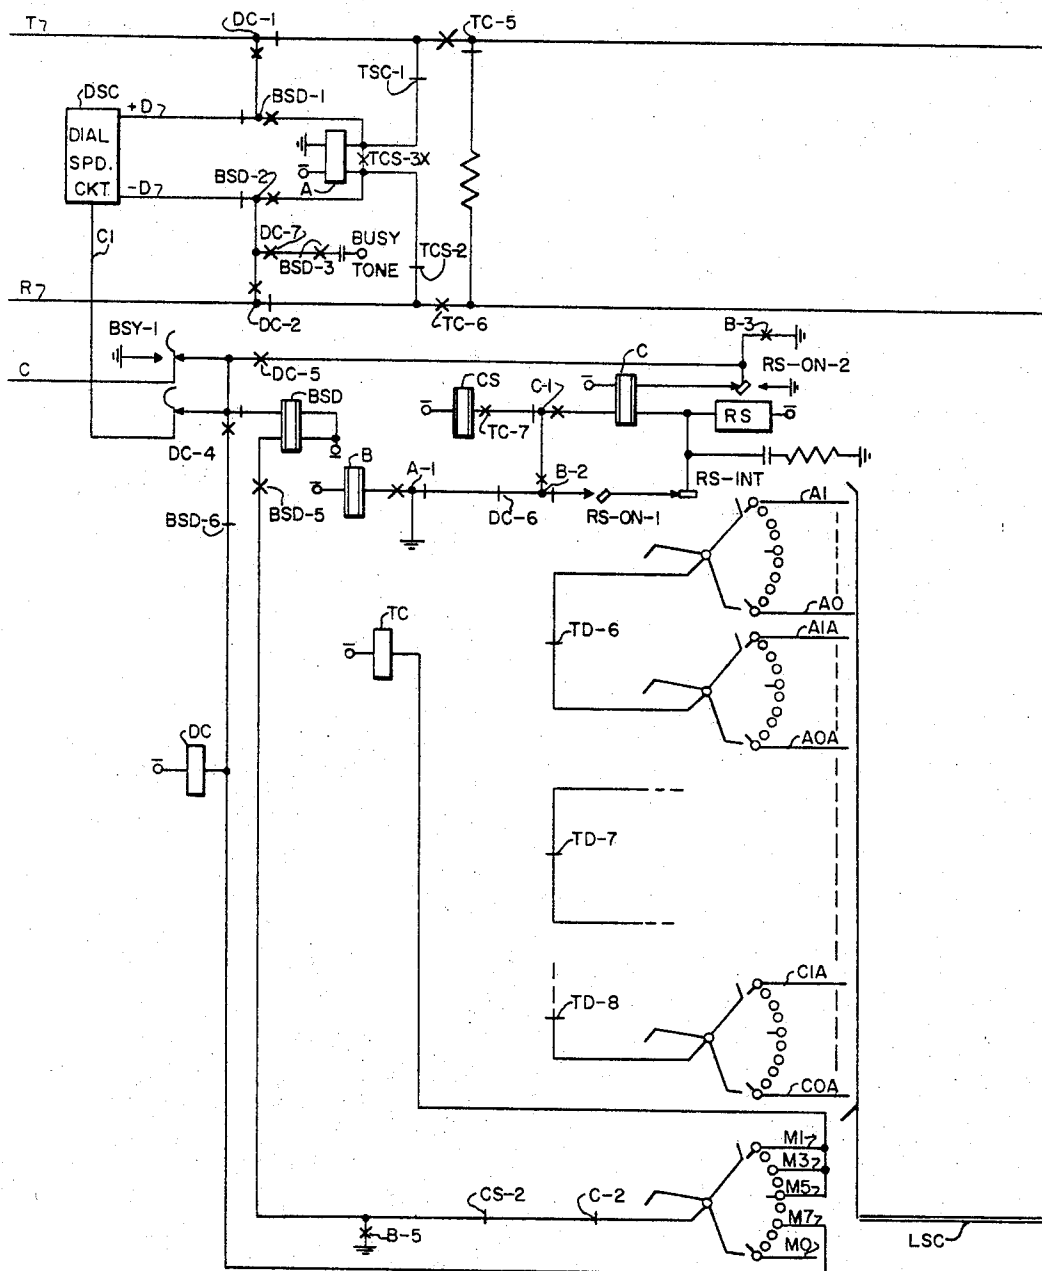 T
DC-1
TC-5
TSC-1
DSC
+D
BSD-1
DIAL
SPD.
CKT.
TCS-3X
A
-D
BSD-2
C1
DC-7
BUSY
BSD-3
TONE
TCS-2
R
DC-2
TC-6
BSY-1
B-3
C
DC-5
CS
C-1
C
RS-ON-2
BSD
TC-7
RS
DC-4
B
A-1
B-2
RS-INT
BSD-5
DC-6
RS-ON-1
A1
BSD-6
TC
TD-6
A0
A1A
A0A
DC
TD-7
C1A
TD-8
C0A
M1
M3
CS-2
C-2
M5
B-5
M7
M0
LSC